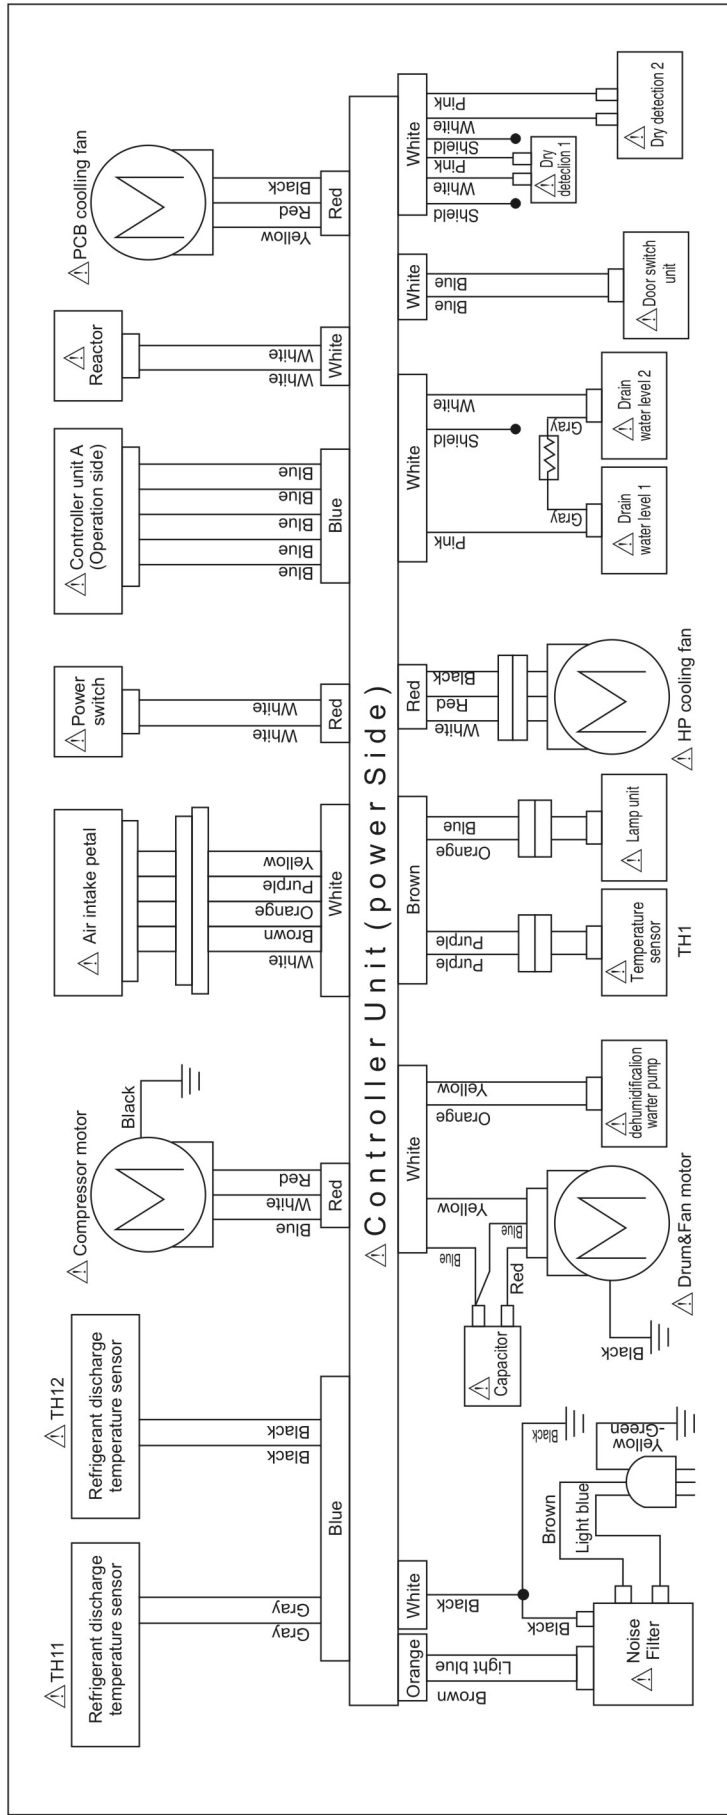 ⚠ TH11
Refrigerant discharge
temperature sensor
Gray
Gray
⚠ TH12
Refrigerant discharge
temperature sensor
Black
Black
Blue
⚠ Compressor motor
M
Black
Blue
White
Red
Red
⚠ Air intake petal
White
Brown
Orange
Purple
Yellow
White
⚠ Power
switch
White
White
Red
⚠ Controller unit A
(Operation side)
Blue
Blue
Blue
Blue
Blue
Blue
⚠
Reactor
White
White
White
⚠ PCB coolling fan
M
Yellow
Red
Black
Red
⚠ Controller Unit (power Side)
Orange
Brown
Light blue
White
Black
Black
Black
⚠ Noise
Filter
Brown
Light blue
Yellow
-Green
White
Blue
Blue
Yellow
Red
⚠
Capacitor
Black
M
⚠ Drum&Fan motor
Orange
Yellow
⚠
dehumidificalion
warter pump
Brown
Purple
Purple
⚠
Temperature
sensor
TH1
Orange
Blue
⚠ Lamp unit
Red
White
Red
Black
M
⚠ HP cooling fan
White
Pink
Shield
White
Gray
Gray
⚠ Drain
water level 1
⚠ Drain
water level 2
White
Blue
Blue
⚠ Door switch
unit
White
Shield
White
Pink
Shield
White
Pink
⚠ Dry
detection 1
⚠
Dry detection 2